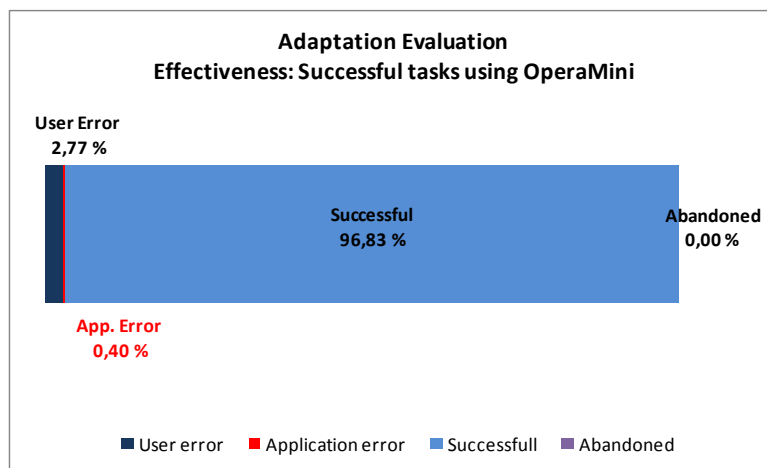 Adaptation Evaluation
Effectiveness: Successful tasks using OperaMini
User Error
2,77 %
Successful
96,83 %
Abandoned
0,00 %
App. Error
0,40 %
User error
Application error
Successfull
Abandoned